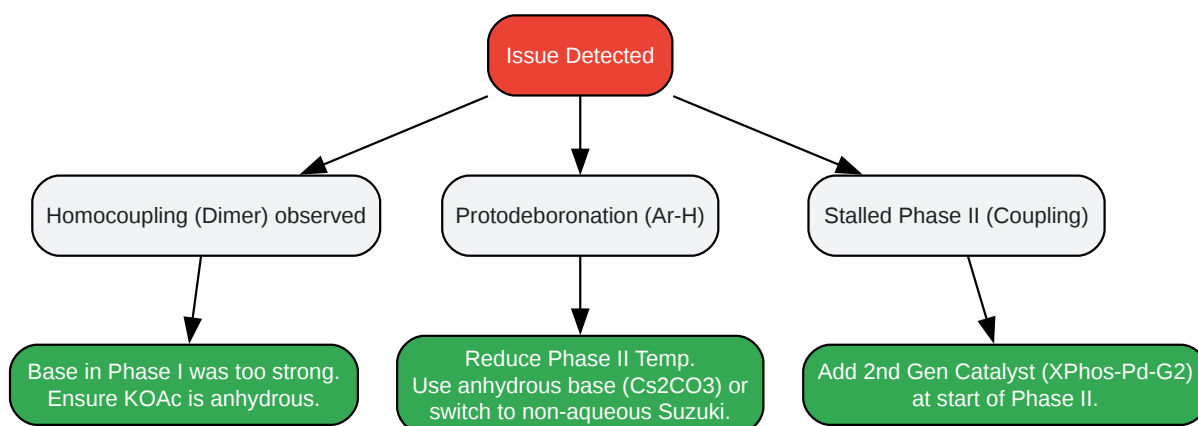 Issue Detected
Homocoupling (Dimer) observed
Protodeboronation (Ar-H)
Stalled Phase II (Coupling)
Base in Phase I was too strong.
Ensure KOAc is anhydrous.
Reduce Phase II Temp.
Use anhydrous base (Cs2CO3) or
switch to non-aqueous Suzuki.
Add 2nd Gen Catalyst (XPhos-Pd-G2)
at start of Phase II.